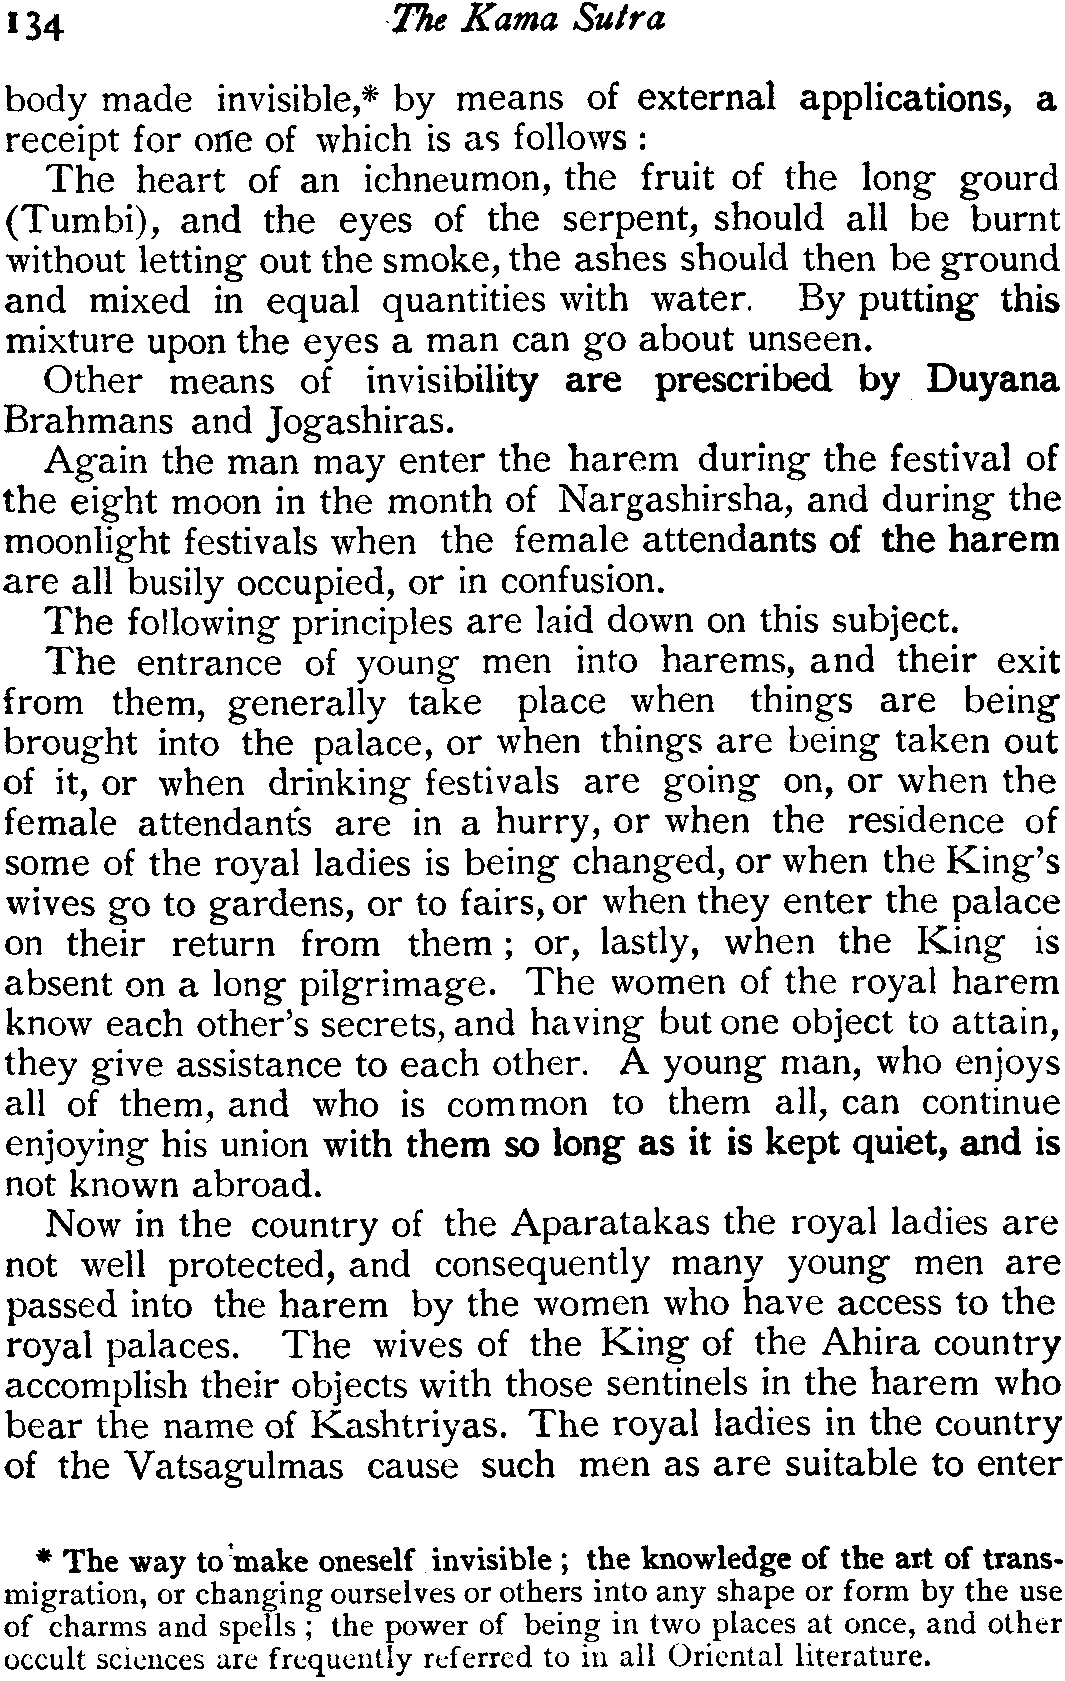 134 The Kama Sutra
body made invisible,* by means of external applications, a
receipt for one of which is as follows :
The heart of an ichneumon, the fruit of the long gourd
(Tumbi), and the eyes of the serpent, should all be burnt
without letting out the smoke, the ashes should then be ground
and mixed in equal quantities with water. By putting this
mixture upon the eyes a man can go about unseen.
Other means of invisibility are prescribed by Duyana
Brahmans and Jogashiras.
Again the man may enter the harem during the festival of
the eight moon in the month of Nargashirsha, and during the
moonlight festivals when the female attendants of the harem
are all busily occupied, or in confusion.
The following principles are laid down on this subject.
The entrance of young men into harems, and their exit
from them, generally take place when things are being
brought into the palace, or when things are being taken out
of it, or when drinking festivals are going on, or when the
female attendants are in a hurry, or when the residence of
some of the royal ladies is being changed, or when the King's
wives go to gardens, or to fairs, or when they enter the palace
on their return from them ; or, lastly, when the King is
absent on a long pilgrimage. The women of the royal harem
know each other's secrets, and having but one object to attain,
they give assistance to each other. A young man, who enjoys
all of them, and who is common to them all, can continue
enjoying his union with them so long as it is kept quiet, and is
not known abroad.
Now in the country of the Aparatakas the royal ladies are
not well protected, and consequently many young men are
passed into the harem by the women who have access to the
royal palaces. The wives of the King of the Ahira country
accomplish their objects with those sentinels in the harem who
bear the name of Kashtriyas. The royal ladies in the country
of the Vatsagulmas cause such men as are suitable to enter
* The way to make oneself invisible ; the knowledge of the art of trans-
migration, or changing ourselves or others into any shape or form by the use
of charms and spells ; the power of being in two places at once, and other
occult sciences are frequently referred to in all Oriental literature.